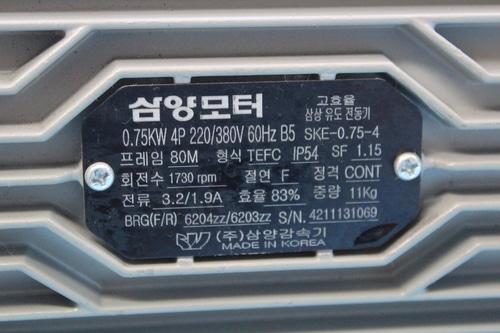 삼양모터 고효율 삼상 유도 전동기
0.75KW 4P 220/380V 60Hz B5 SKE-0.75-4
프레임 80M 형식 TEFC IP54 SF 1.15
회전수 1730 rpm 절연 F 정격 CONT
전류 3.2/1.9A 효율 83% 중량 11Kg
BRG(F/R) 6204zz/6203zz S/N. 4211131069
(주)삼양감속기
MADE IN KOREA